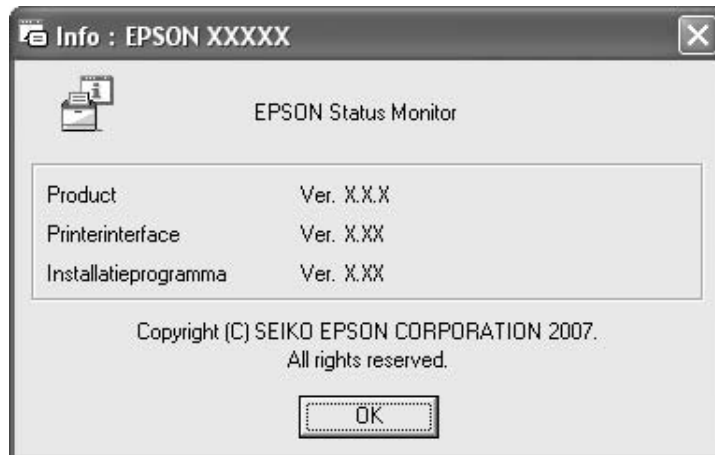 Info : EPSON XXXXX
EPSON Status Monitor
Product Ver. X.X.X
Printerinterface Ver. X.XX
Installatieprogramma Ver. X.XX
Copyright (C) SEIKO EPSON CORPORATION 2007.
All rights reserved.
OK